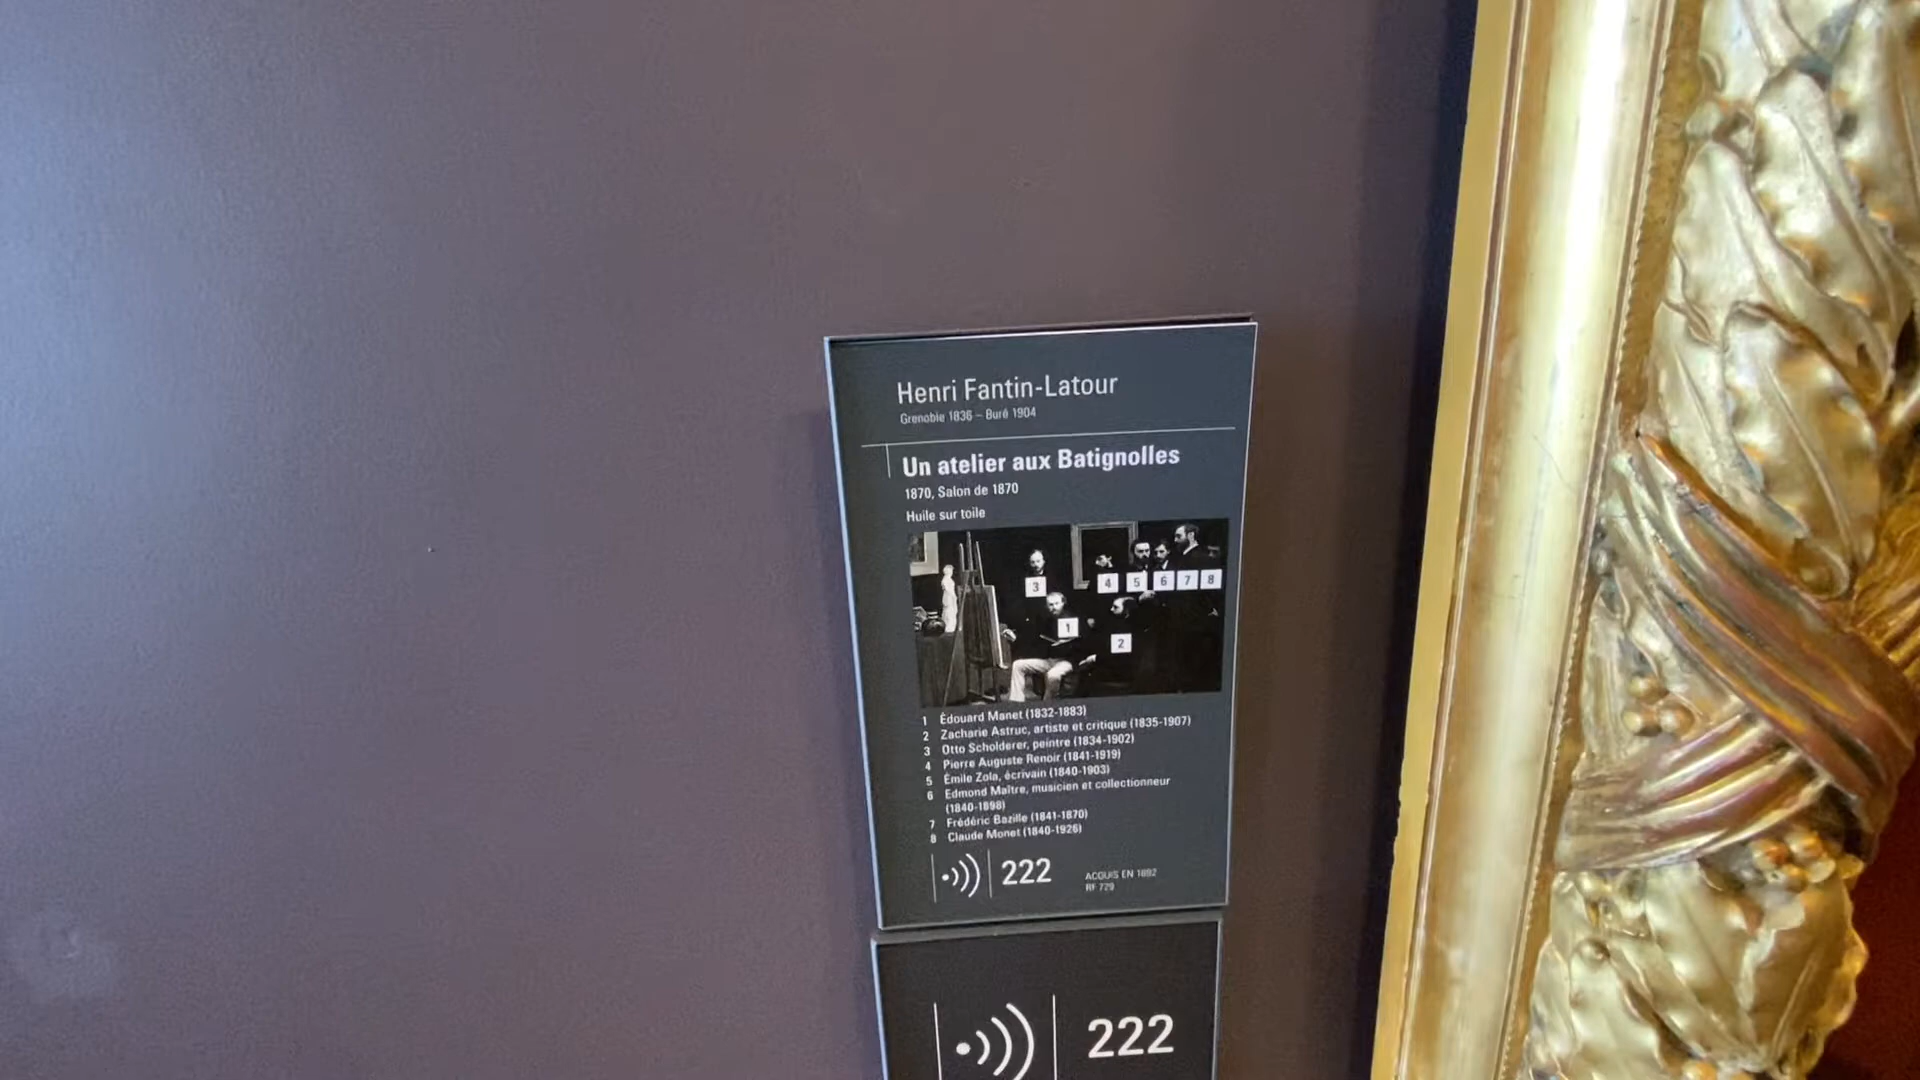 Henri Fantin-Latour
Grenoble 1836 – Buré 1904
Un atelier aux Batignolles
1870, Salon de 1870
Huile sur toile
3 4 5 6 7 8
1
2
1 Édouard Manet (1832-1883)
2 Zacharie Astruc, artiste et critique (1835-1907)
3 Otto Scholderer, peintre (1834-1902)
4 Pierre Auguste Renoir (1841-1919)
5 Émile Zola, écrivain (1840-1903)
6 Edmond Maître, musicien et collectionneur
(1840-1898)
7 Frédéric Bazille (1841-1870)
8 Claude Monet (1840-1926)
222
ACQUIS EN 1892
RF 729
222